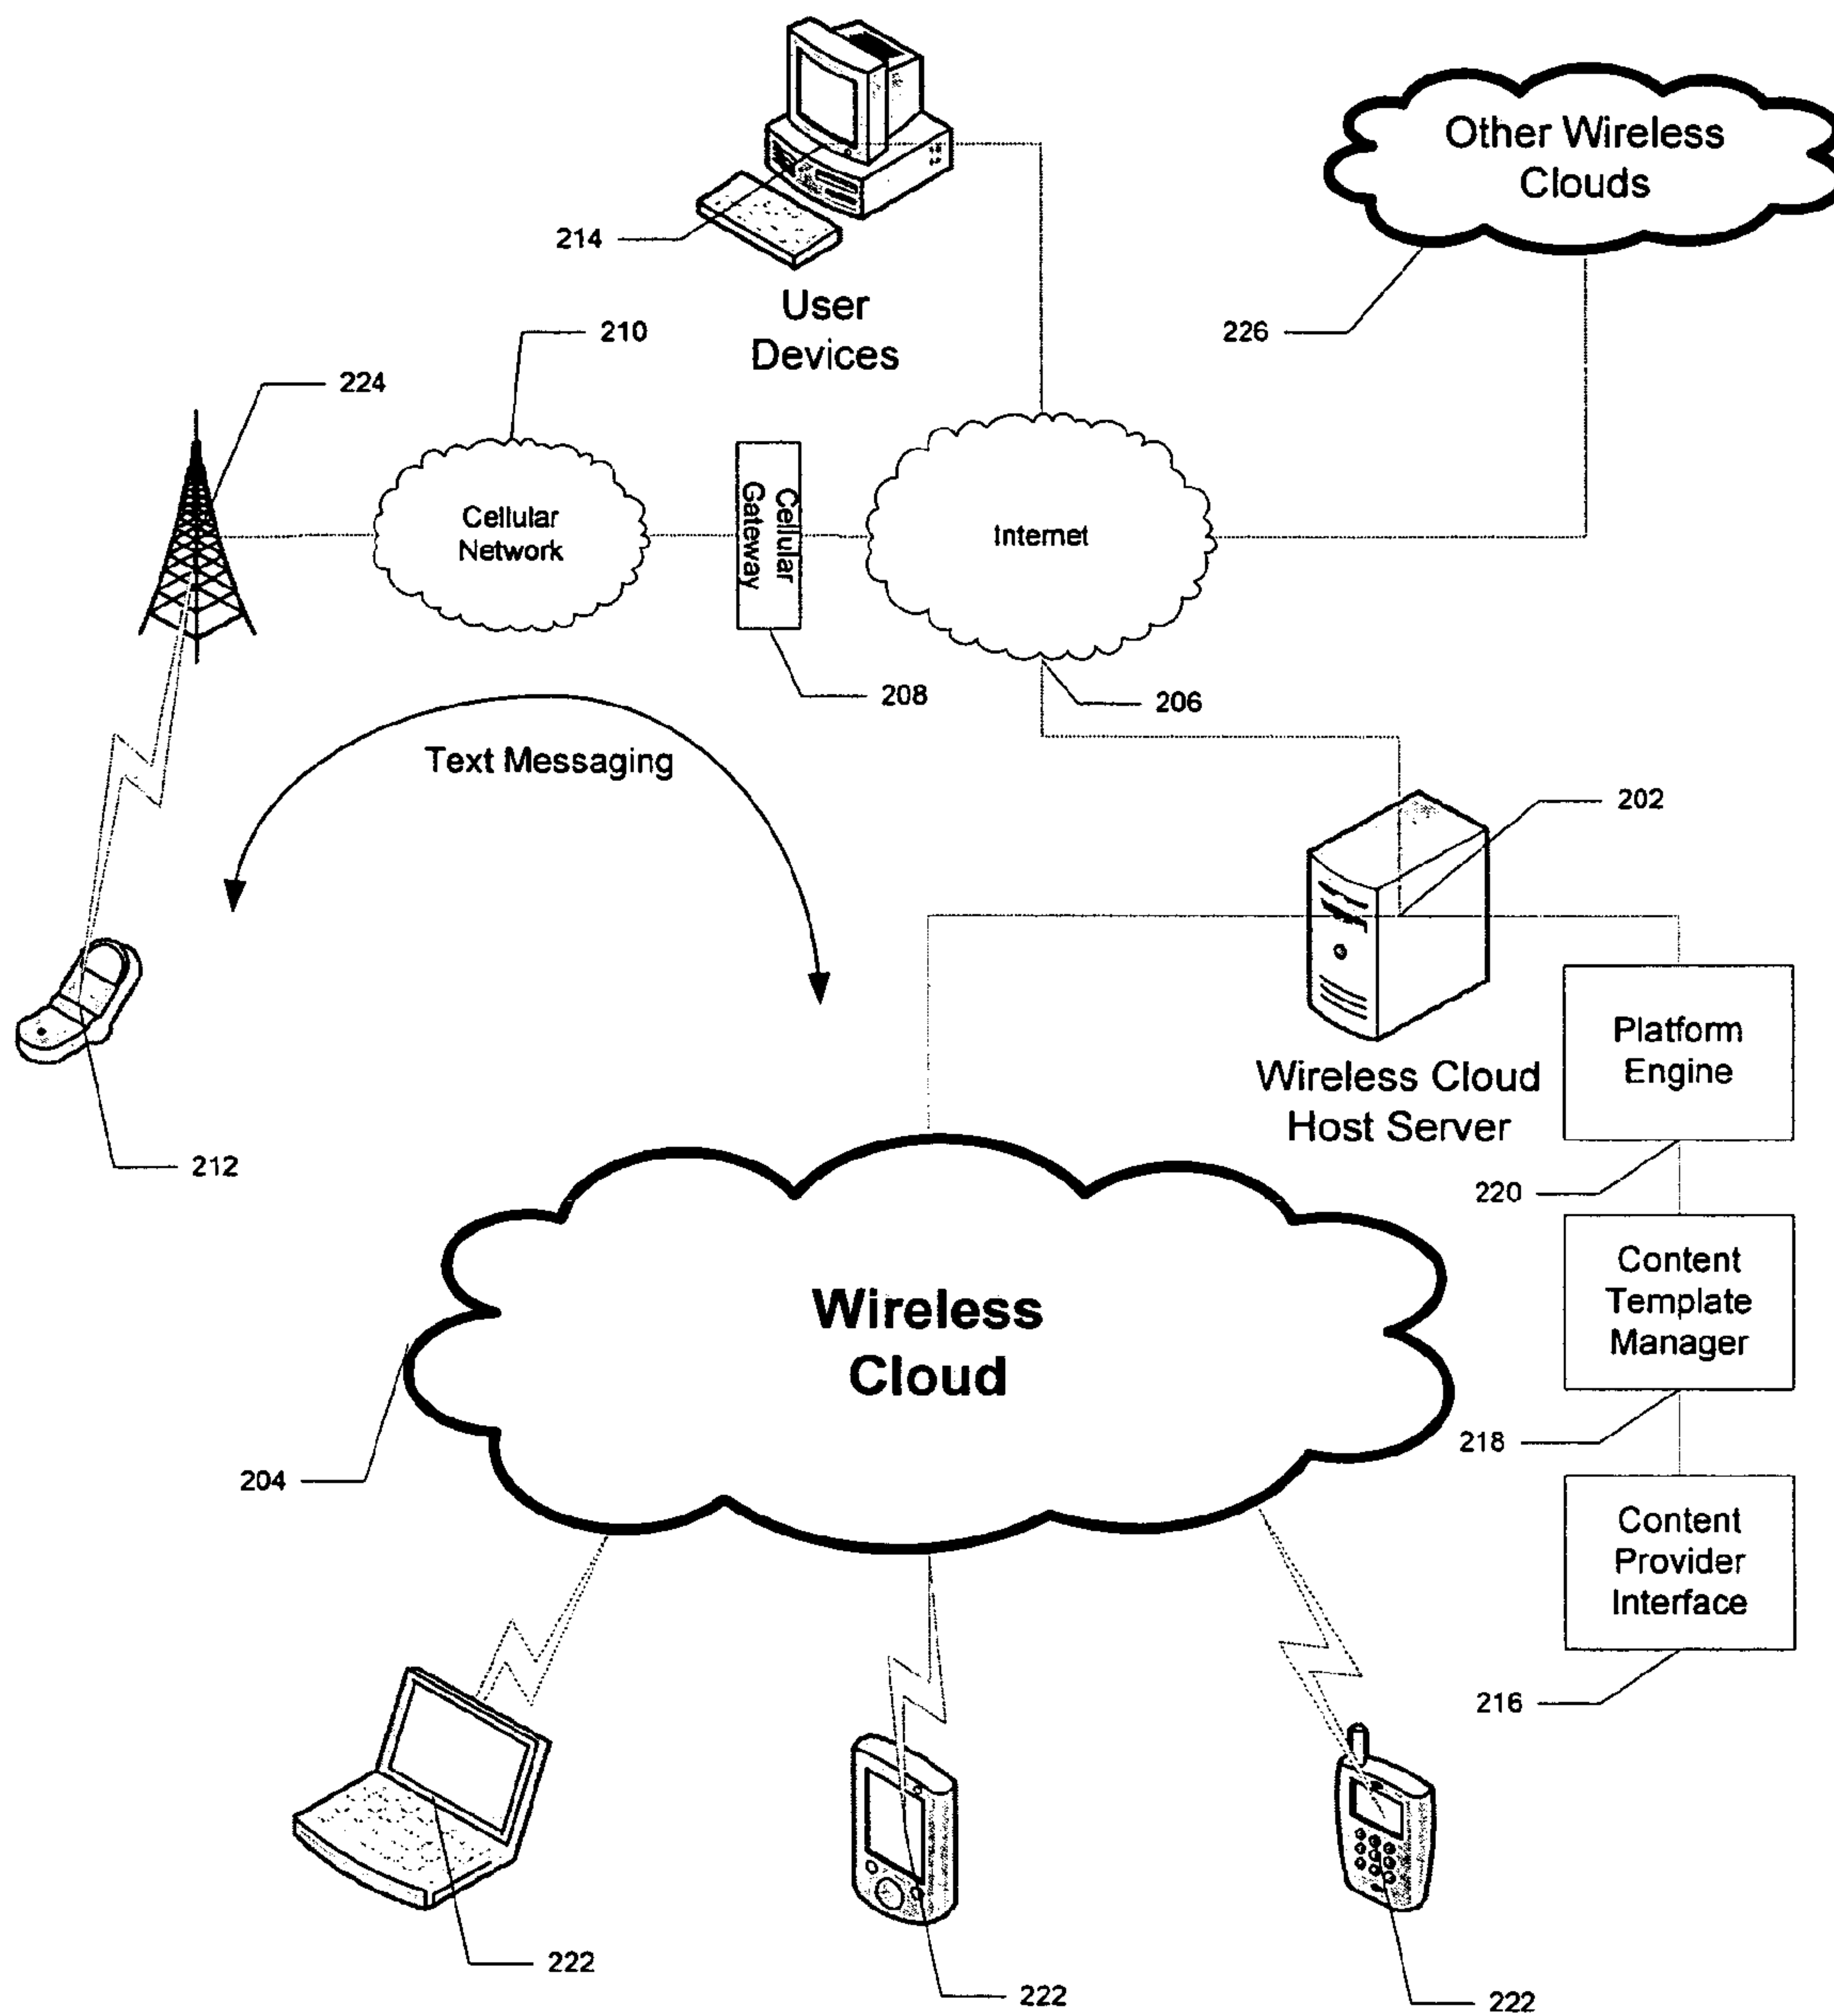 Other Wireless
Clouds
214
User
Devices
210
226
224
Cellular
Network
Cellular
Gateway
Internet
208
206
Text Messaging
202
Platform
Engine
Wireless Cloud
Host Server
212
220
Content
Template
Manager
Wireless
Cloud
218
204
Content
Provider
Interface
216
222
222
222